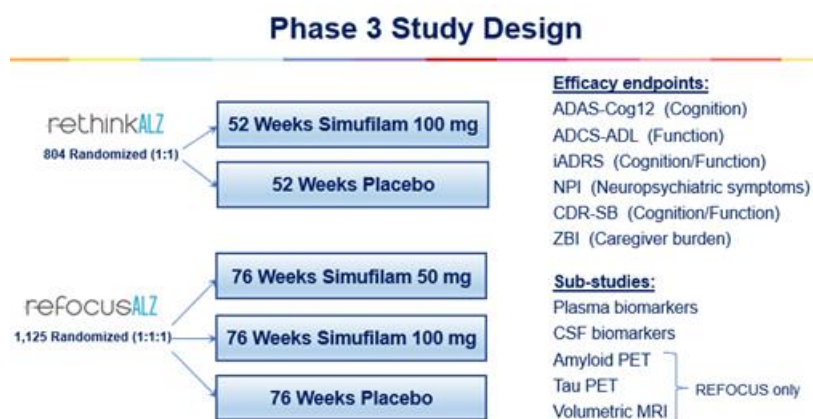 Phase 3 Study Design
rethinkALZ
804 Randomized (1:1)
52 Weeks Simufilam 100 mg
52 Weeks Placebo
refocusALZ
1,125 Randomized (1:1:1)
76 Weeks Simufilam 50 mg
76 Weeks Simufilam 100 mg
76 Weeks Placebo
Efficacy endpoints:
ADAS-Cog12 (Cognition)
ADCS-ADL (Function)
iADRS (Cognition/Function)
NPI (Neuropsychiatric symptoms)
CDR-SB (Cognition/Function)
ZBI (Caregiver burden)
Sub-studies:
Plasma biomarkers
CSF biomarkers
Amyloid PET
Tau PET
Volumetric MRI
REFOCUS only